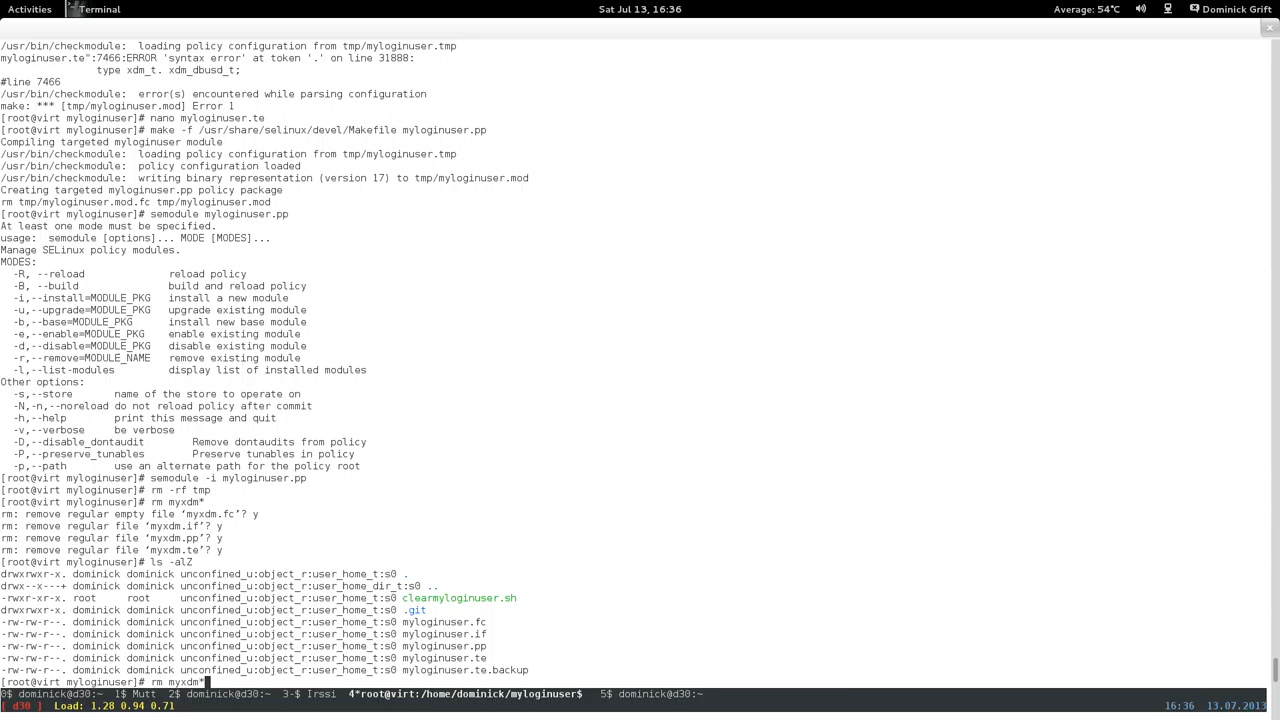 Activities Terminal Sat Jul 13, 16:36 Average: 54°C Dominick Grift
/usr/bin/checkmodule:  loading policy configuration from tmp/myloginuser.tmp
myloginuser.te":7466:ERROR 'syntax error' at token '.' on line 31888:
type xdm_t. xdm_dbusd_t;
#line 7466
/usr/bin/checkmodule:  error(s) encountered while parsing configuration
make: *** [tmp/myloginuser.mod] Error 1
[root@virt myloginuser]# nano myloginuser.te
[root@virt myloginuser]# make -f /usr/share/selinux/devel/Makefile myloginuser.pp
Compiling targeted myloginuser module
/usr/bin/checkmodule:  loading policy configuration from tmp/myloginuser.tmp
/usr/bin/checkmodule:  policy configuration loaded
/usr/bin/checkmodule:  writing binary representation (version 17) to tmp/myloginuser.mod
Creating targeted myloginuser.pp policy package
rm tmp/myloginuser.mod.fc tmp/myloginuser.mod
[root@virt myloginuser]# semodule myloginuser.pp
At least one mode must be specified.
usage:  semodule [options]... MODE [MODES]...
Manage SELinux policy modules.
MODES:
-R, --reload reload policy
-B, --build build and reload policy
-i,--install=MODULE_PKG install a new module
-u,--upgrade=MODULE_PKG upgrade existing module
-b,--base=MODULE_PKG install new base module
-e,--enable=MODULE_PKG enable existing module
-d,--disable=MODULE_PKG disable existing module
-r,--remove=MODULE_NAME remove existing module
-l,--list-modules display list of installed modules
Other options:
-s,--store name of the store to operate on
-N,-n,--noreload do not reload policy after commit
-h,--help print this message and quit
-v,--verbose be verbose
-D,--disable_dontaudit Remove dontaudits from policy
-P,--preserve_tunables Preserve tunables in policy
-p,--path use an alternate path for the policy root
[root@virt myloginuser]# semodule -i myloginuser.pp
[root@virt myloginuser]# rm -rf tmp
[root@virt myloginuser]# rm myxdm*
rm: remove regular empty file ‘myxdm.fc’? y
rm: remove regular file ‘myxdm.if’? y
rm: remove regular file ‘myxdm.pp’? y
rm: remove regular file ‘myxdm.te’? y
[root@virt myloginuser]# ls -alZ
drwxrwxr-x. dominick dominick unconfined_u:object_r:user_home_t:s0 .
drwx--x---+ dominick dominick unconfined_u:object_r:user_home_dir_t:s0 ..
-rwxr-xr-x. root root unconfined_u:object_r:user_home_t:s0 clearmyloginuser.sh
drwxrwxr-x. dominick dominick unconfined_u:object_r:user_home_t:s0 .git
-rw-rw-r--. dominick dominick unconfined_u:object_r:user_home_t:s0 myloginuser.fc
-rw-rw-r--. dominick dominick unconfined_u:object_r:user_home_t:s0 myloginuser.if
-rw-rw-r--. dominick dominick unconfined_u:object_r:user_home_t:s0 myloginuser.pp
-rw-rw-r--. dominick dominick unconfined_u:object_r:user_home_t:s0 myloginuser.te
-rw-rw-r--. dominick dominick unconfined_u:object_r:user_home_t:s0 myloginuser.te.backup
[root@virt myloginuser]# rm myxdm*
0$ dominick@d30:~ 1$ Mutt 2$ dominick@d30:~ 3-$ Irssi 4*root@virt:/home/dominick/myloginuser$ 5$ dominick@d30:~
[ d30 ] Load: 1.28 0.94 0.71 16:36 13.07.2013